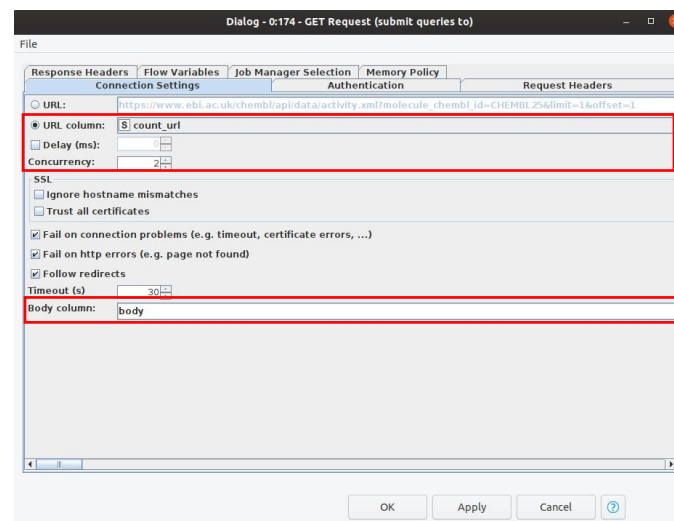 Dialog - 0:174 - GET Request (submit queries to)
File
Response Headers Flow Variables Job Manager Selection Memory Policy
Connection Settings Authentication Request Headers
URL: https://www.ebi.ac.uk/chembl/api/data/activity.xml?molecule_chembl_id=CHEMBL25&limit=1&offset=1
URL column: S count_url
Delay (ms): 0
Concurrency: 2
SSL
Ignore hostname mismatches
Trust all certificates
Fail on connection problems (e.g. timeout, certificate errors, ...)
Fail on http errors (e.g. page not found)
Follow redirects
Timeout (s) 30
Body column: body
OK Apply Cancel ?